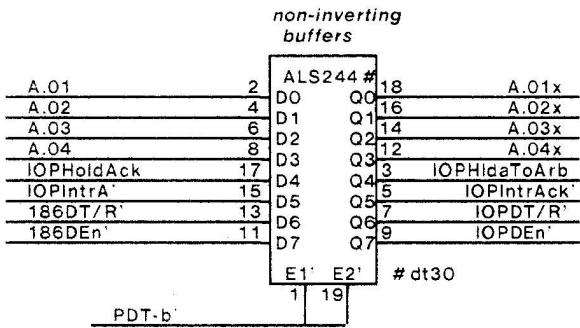 non-inverting
buffers
ALS244 #
A.01 2 D0 Q0 18 A.01x
A.02 4 D1 Q1 16 A.02x
A.03 6 D2 Q2 14 A.03x
A.04 8 D3 Q3 12 A.04x
IOPHoldAck 17 D4 Q4 3 IOPHldaToArb
IOPIntrA' 15 D5 Q5 5 IOPIntrAck'
186DT/R' 13 D6 Q6 7 IOPDT/R'
186DEn' 11 D7 Q7 9 IOPDEn'
E1' E2' # dt30
1 19
PDT-b'